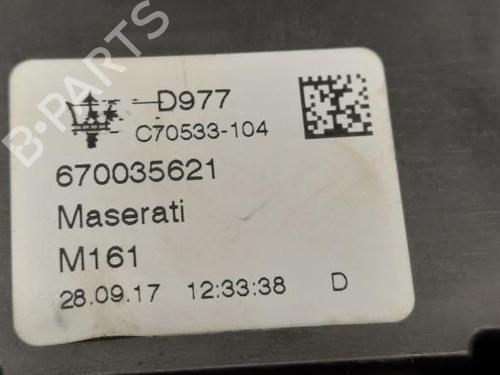 D977
C70533-104
670035621
Maserati
M161
28.09.17 12:33:38 D
B-PARTS